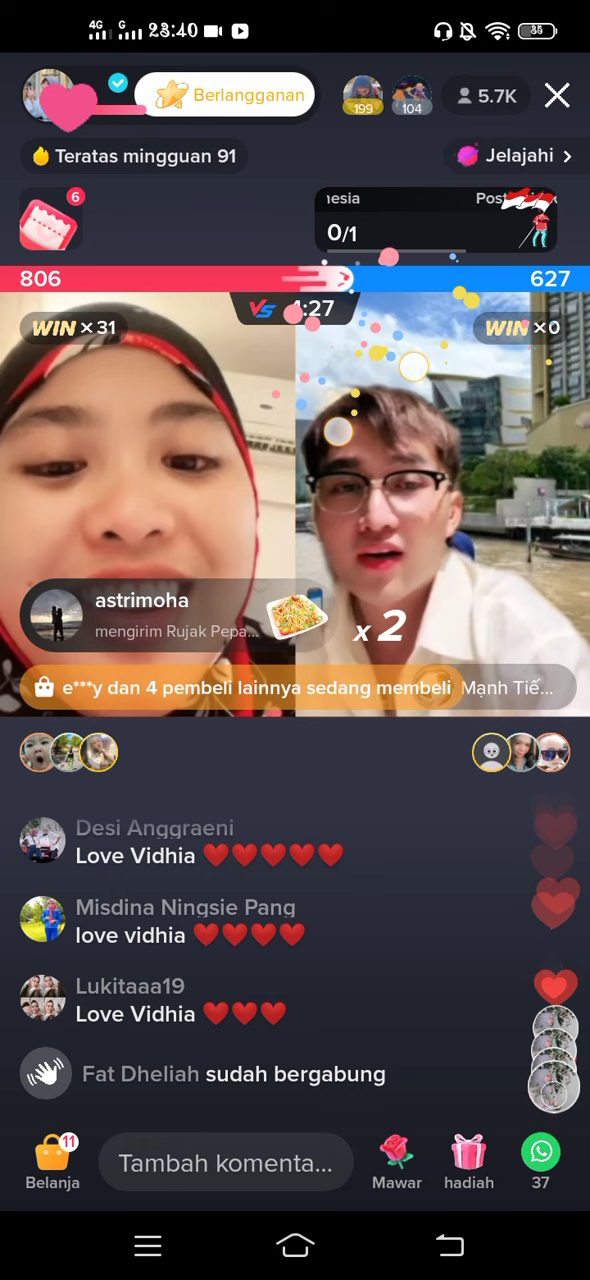 4G G 23:40 35
Berlangganan
199 104 5.7K
Teratas mingguan 91
Jelajahi
6
0/1
806 627
VS :27
WIN × 31
WIN × 0
astrimoha
mengirim Rujak Pepa...
x 2
e***y dan 4 pembeli lainnya sedang membeli Mạnh Tiế...
Desi Anggraeni
Love Vidhia ❤️❤️❤️❤️❤️
Misdina Ningsie Pang
love vidhia ❤️❤️❤️❤️
Lukitaaa19
Love Vidhia ❤️❤️❤️
Fat Dheliah sudah bergabung
11
Belanja
Tambah komenta...
Mawar
hadiah
37